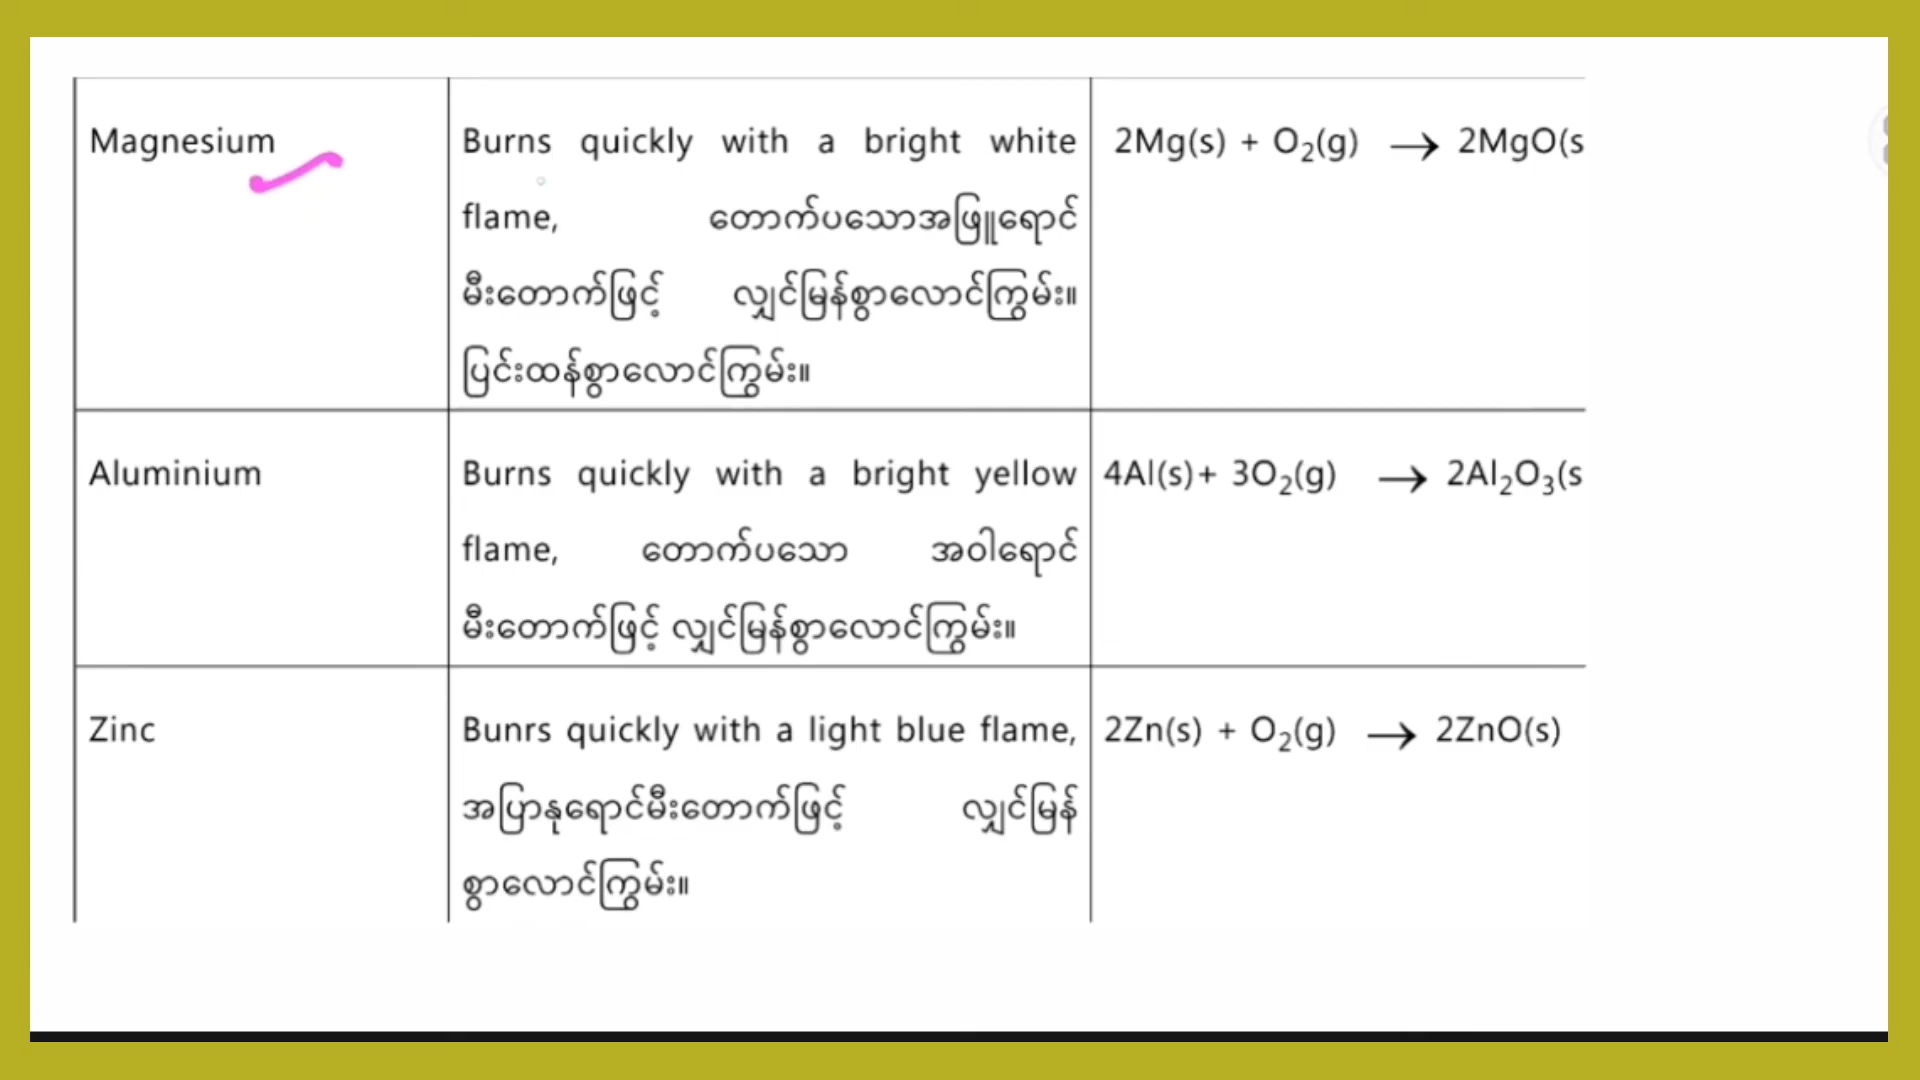 Magnesium
Burns quickly with a bright white
flame, တောက်ပသောအဖြူရောင်
မီးတောက်ဖြင့် လျှင်မြန်စွာလောင်ကြွမ်း။
ပြင်းထန်စွာလောင်ကြွမ်း။
2Mg(s) + O₂(g) ⟶ 2MgO(s
Aluminium
Burns quickly with a bright yellow
flame, တောက်ပသော အဝါရောင်
မီးတောက်ဖြင့် လျှင်မြန်စွာလောင်ကြွမ်း။
4Al(s)+ 3O₂(g) ⟶ 2Al₂O₃(s
Zinc
Bunrs quickly with a light blue flame,
အပြာနုရောင်မီးတောက်ဖြင့် လျှင်မြန်
စွာလောင်ကြွမ်း။
2Zn(s) + O₂(g) ⟶ 2ZnO(s)